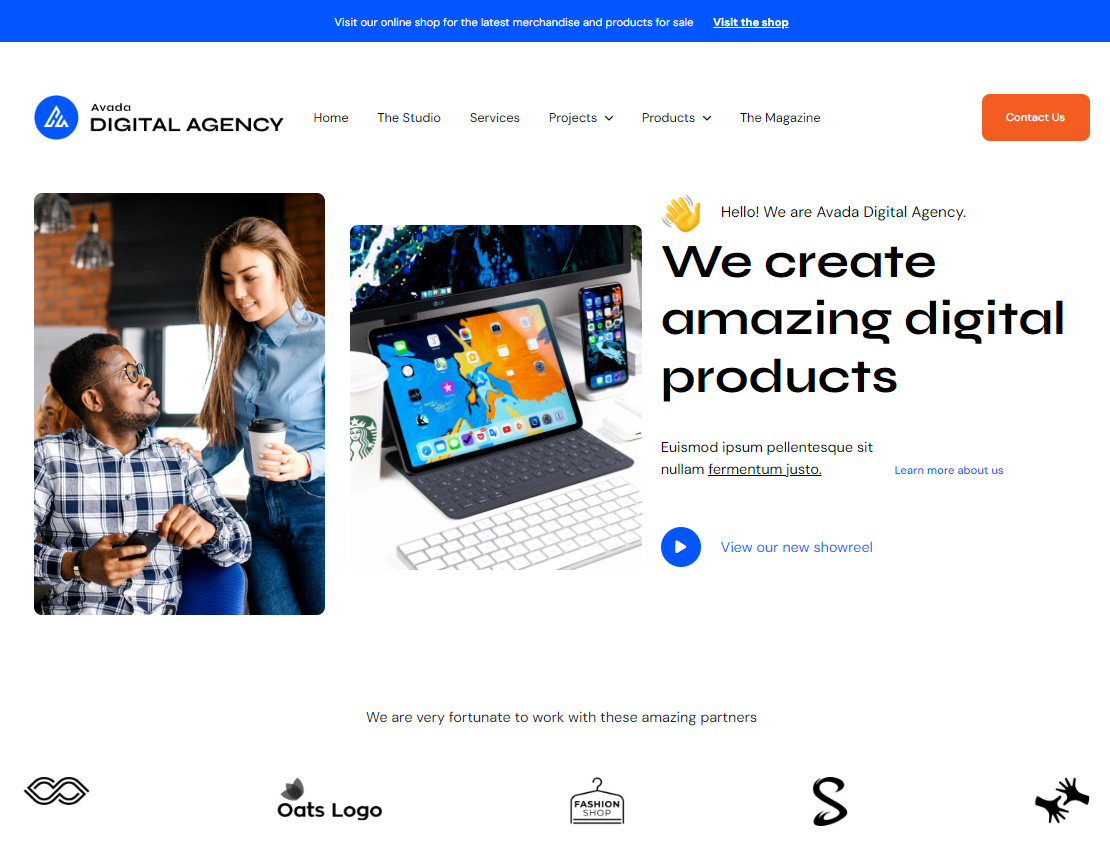 Visit our online shop for the latest merchandise and products for sale Visit the shop
Avada
DIGITAL AGENCY
Home The Studio Services Projects Products The Magazine
Contact Us
Hello! We are Avada Digital Agency.
We create
amazing digital
products
Euismod ipsum pellentesque sit
nullam fermentum justo.
Learn more about us
View our new showreel
We are very fortunate to work with these amazing partners
Oats Logo
FASHION
SHOP